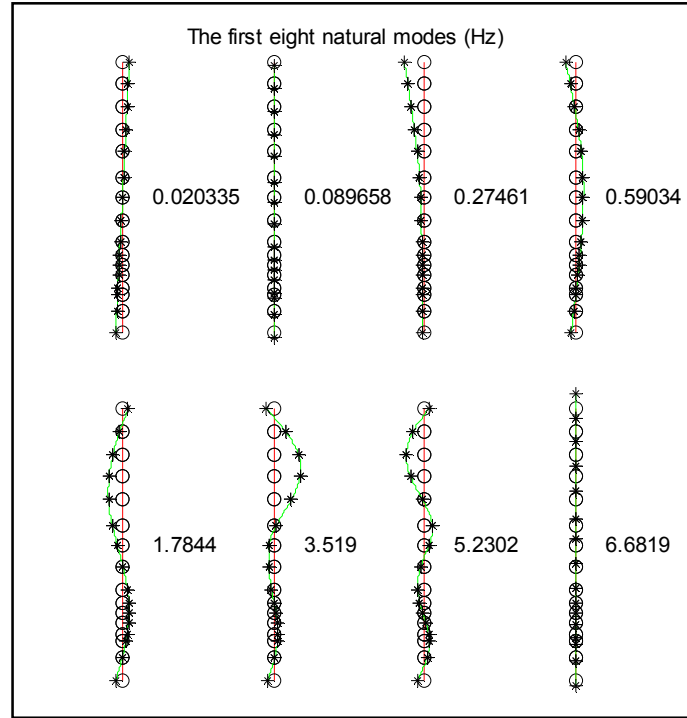 The first eight natural modes (Hz)
0.020335 0.089658 0.27461 0.59034
1.7844 3.519 5.2302 6.6819